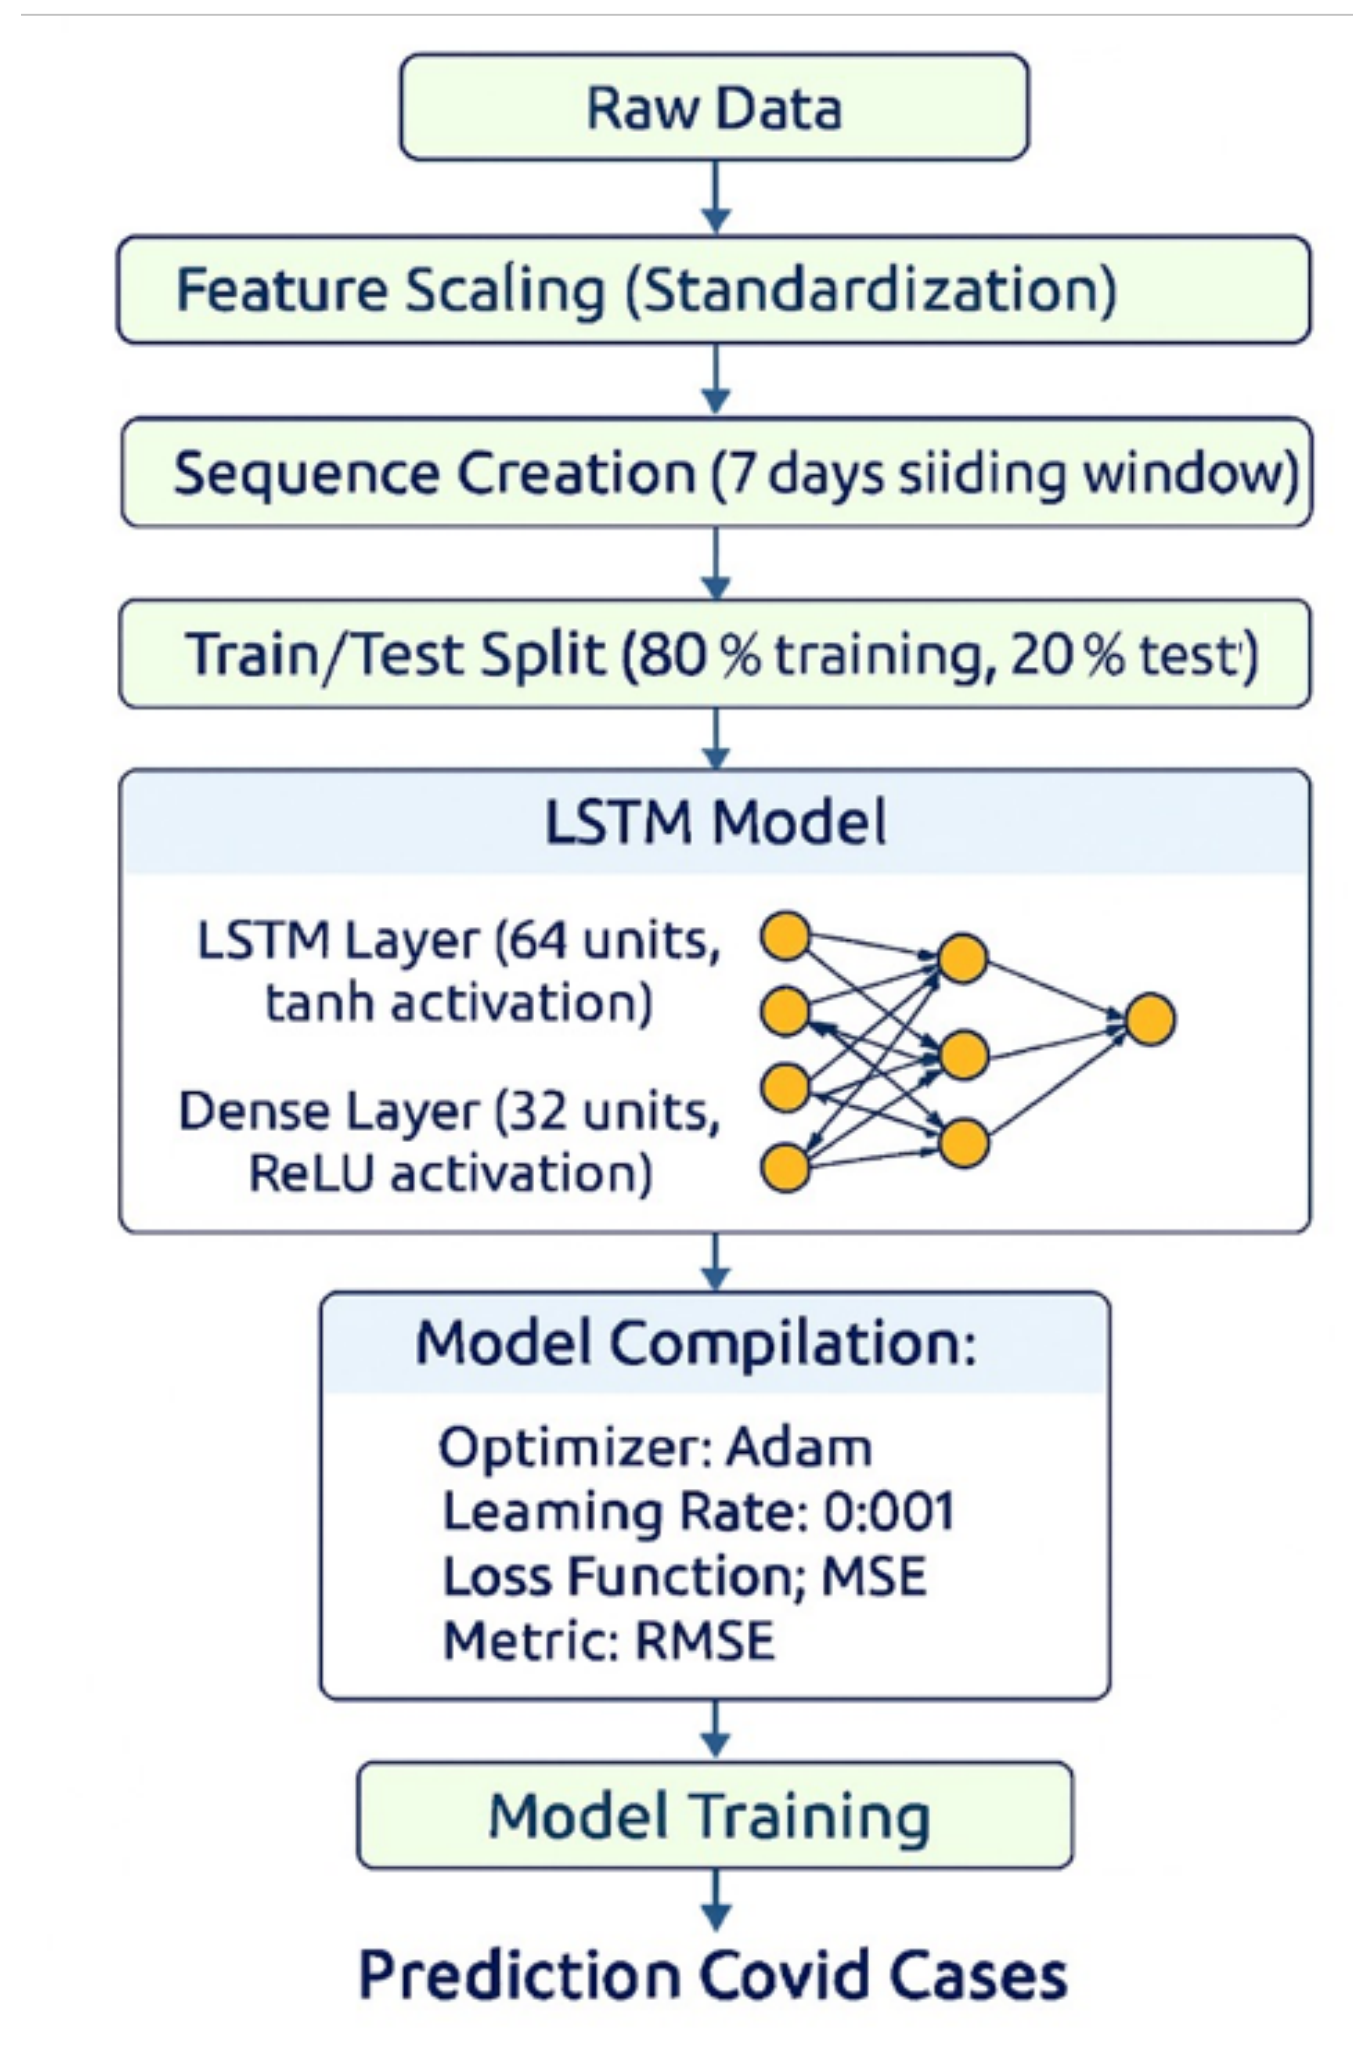 Raw Data
Feature Scaling (Standardization)
Sequence Creation (7 days siiding window)
Train/Test Split (80 % training, 20 % test')
LSTM Model
LSTM Layer (64 units,
tanh activation)
Dense Layer (32 units,
ReLU activation)
Model Compilation:
Optimizer: Adam
Leaming Rate: 0:001
Loss Function; MSE
Metric: RMSE
Model Training
Prediction Covid Cases